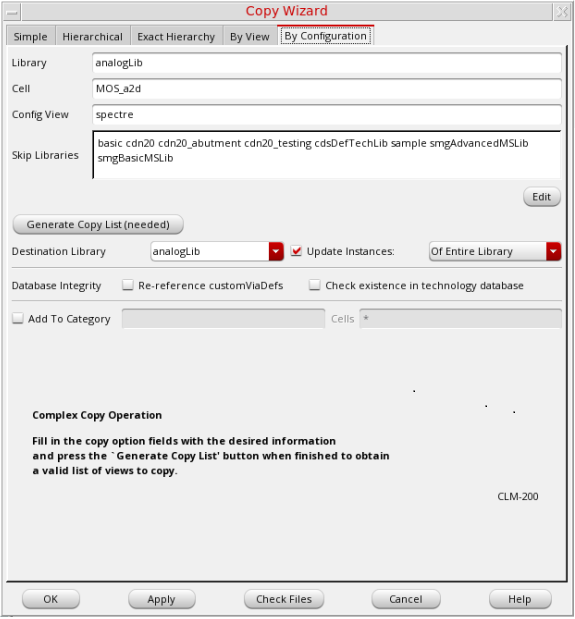 Copy Wizard
Simple Hierarchical Exact Hierarchy By View By Configuration
Library analogLib
Cell MOS_a2d
Config View spectre
Skip Libraries basic cdn20 cdn20_abutment cdn20_testing cdsDefTechLib sample smgAdvancedMSLib
smgBasicMSLib
Edit
Generate Copy List (needed)
Destination Library analogLib Update Instances: Of Entire Library
Database Integrity Re-reference customViaDefs Check existence in technology database
Add To Category Cells *
Complex Copy Operation
Fill in the copy option fields with the desired information
and press the `Generate Copy List' button when finished to obtain
a valid list of views to copy.
CLM-200
OK Apply Check Files Cancel Help